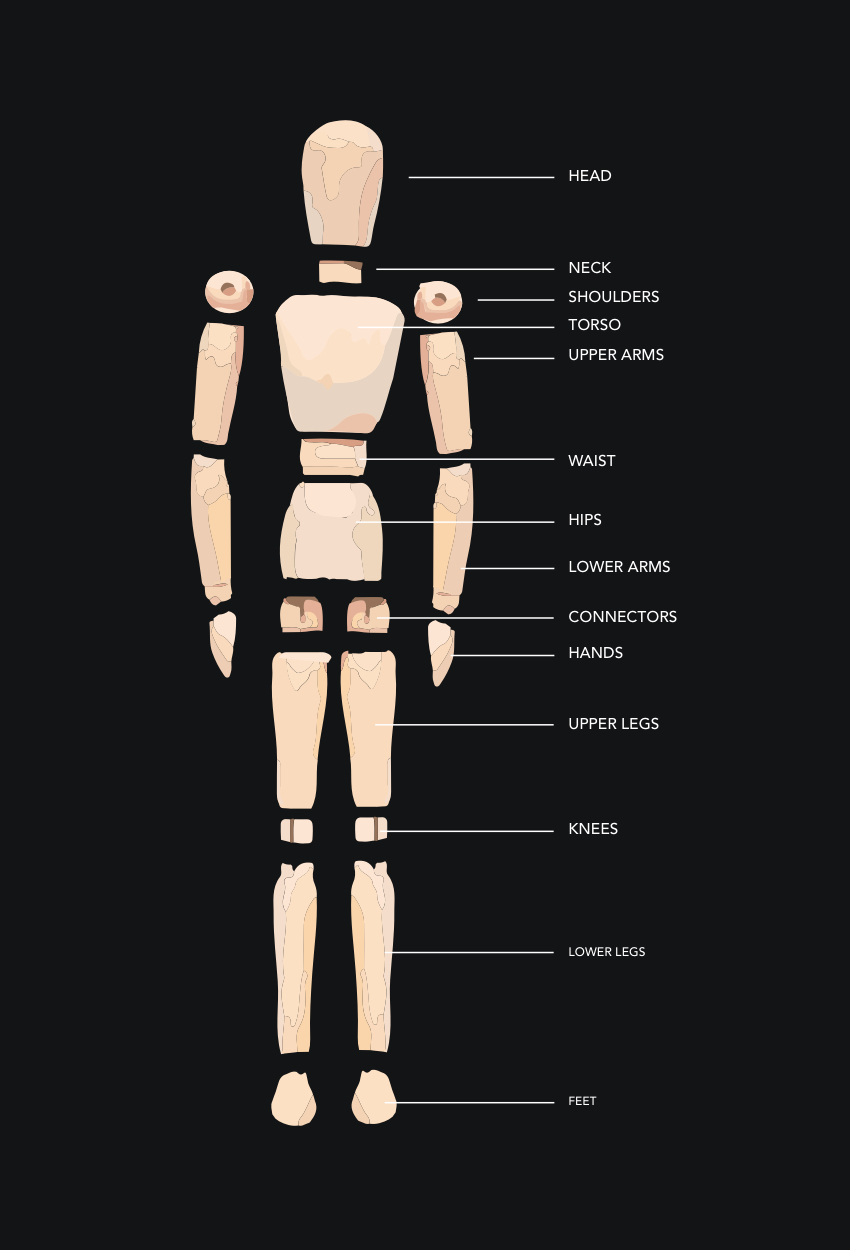 HEAD
NECK
SHOULDERS
TORSO
UPPER ARMS
WAIST
HIPS
LOWER ARMS
CONNECTORS
HANDS
UPPER LEGS
KNEES
LOWER LEGS
FEET